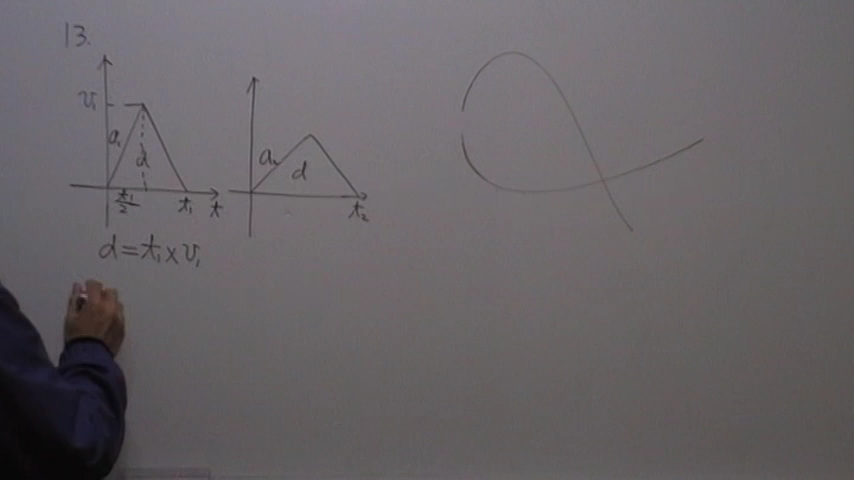 13.
v₁
a₁
d
t₁/2
t₁
t
a₂
d
t₂
d=t₁×v₁